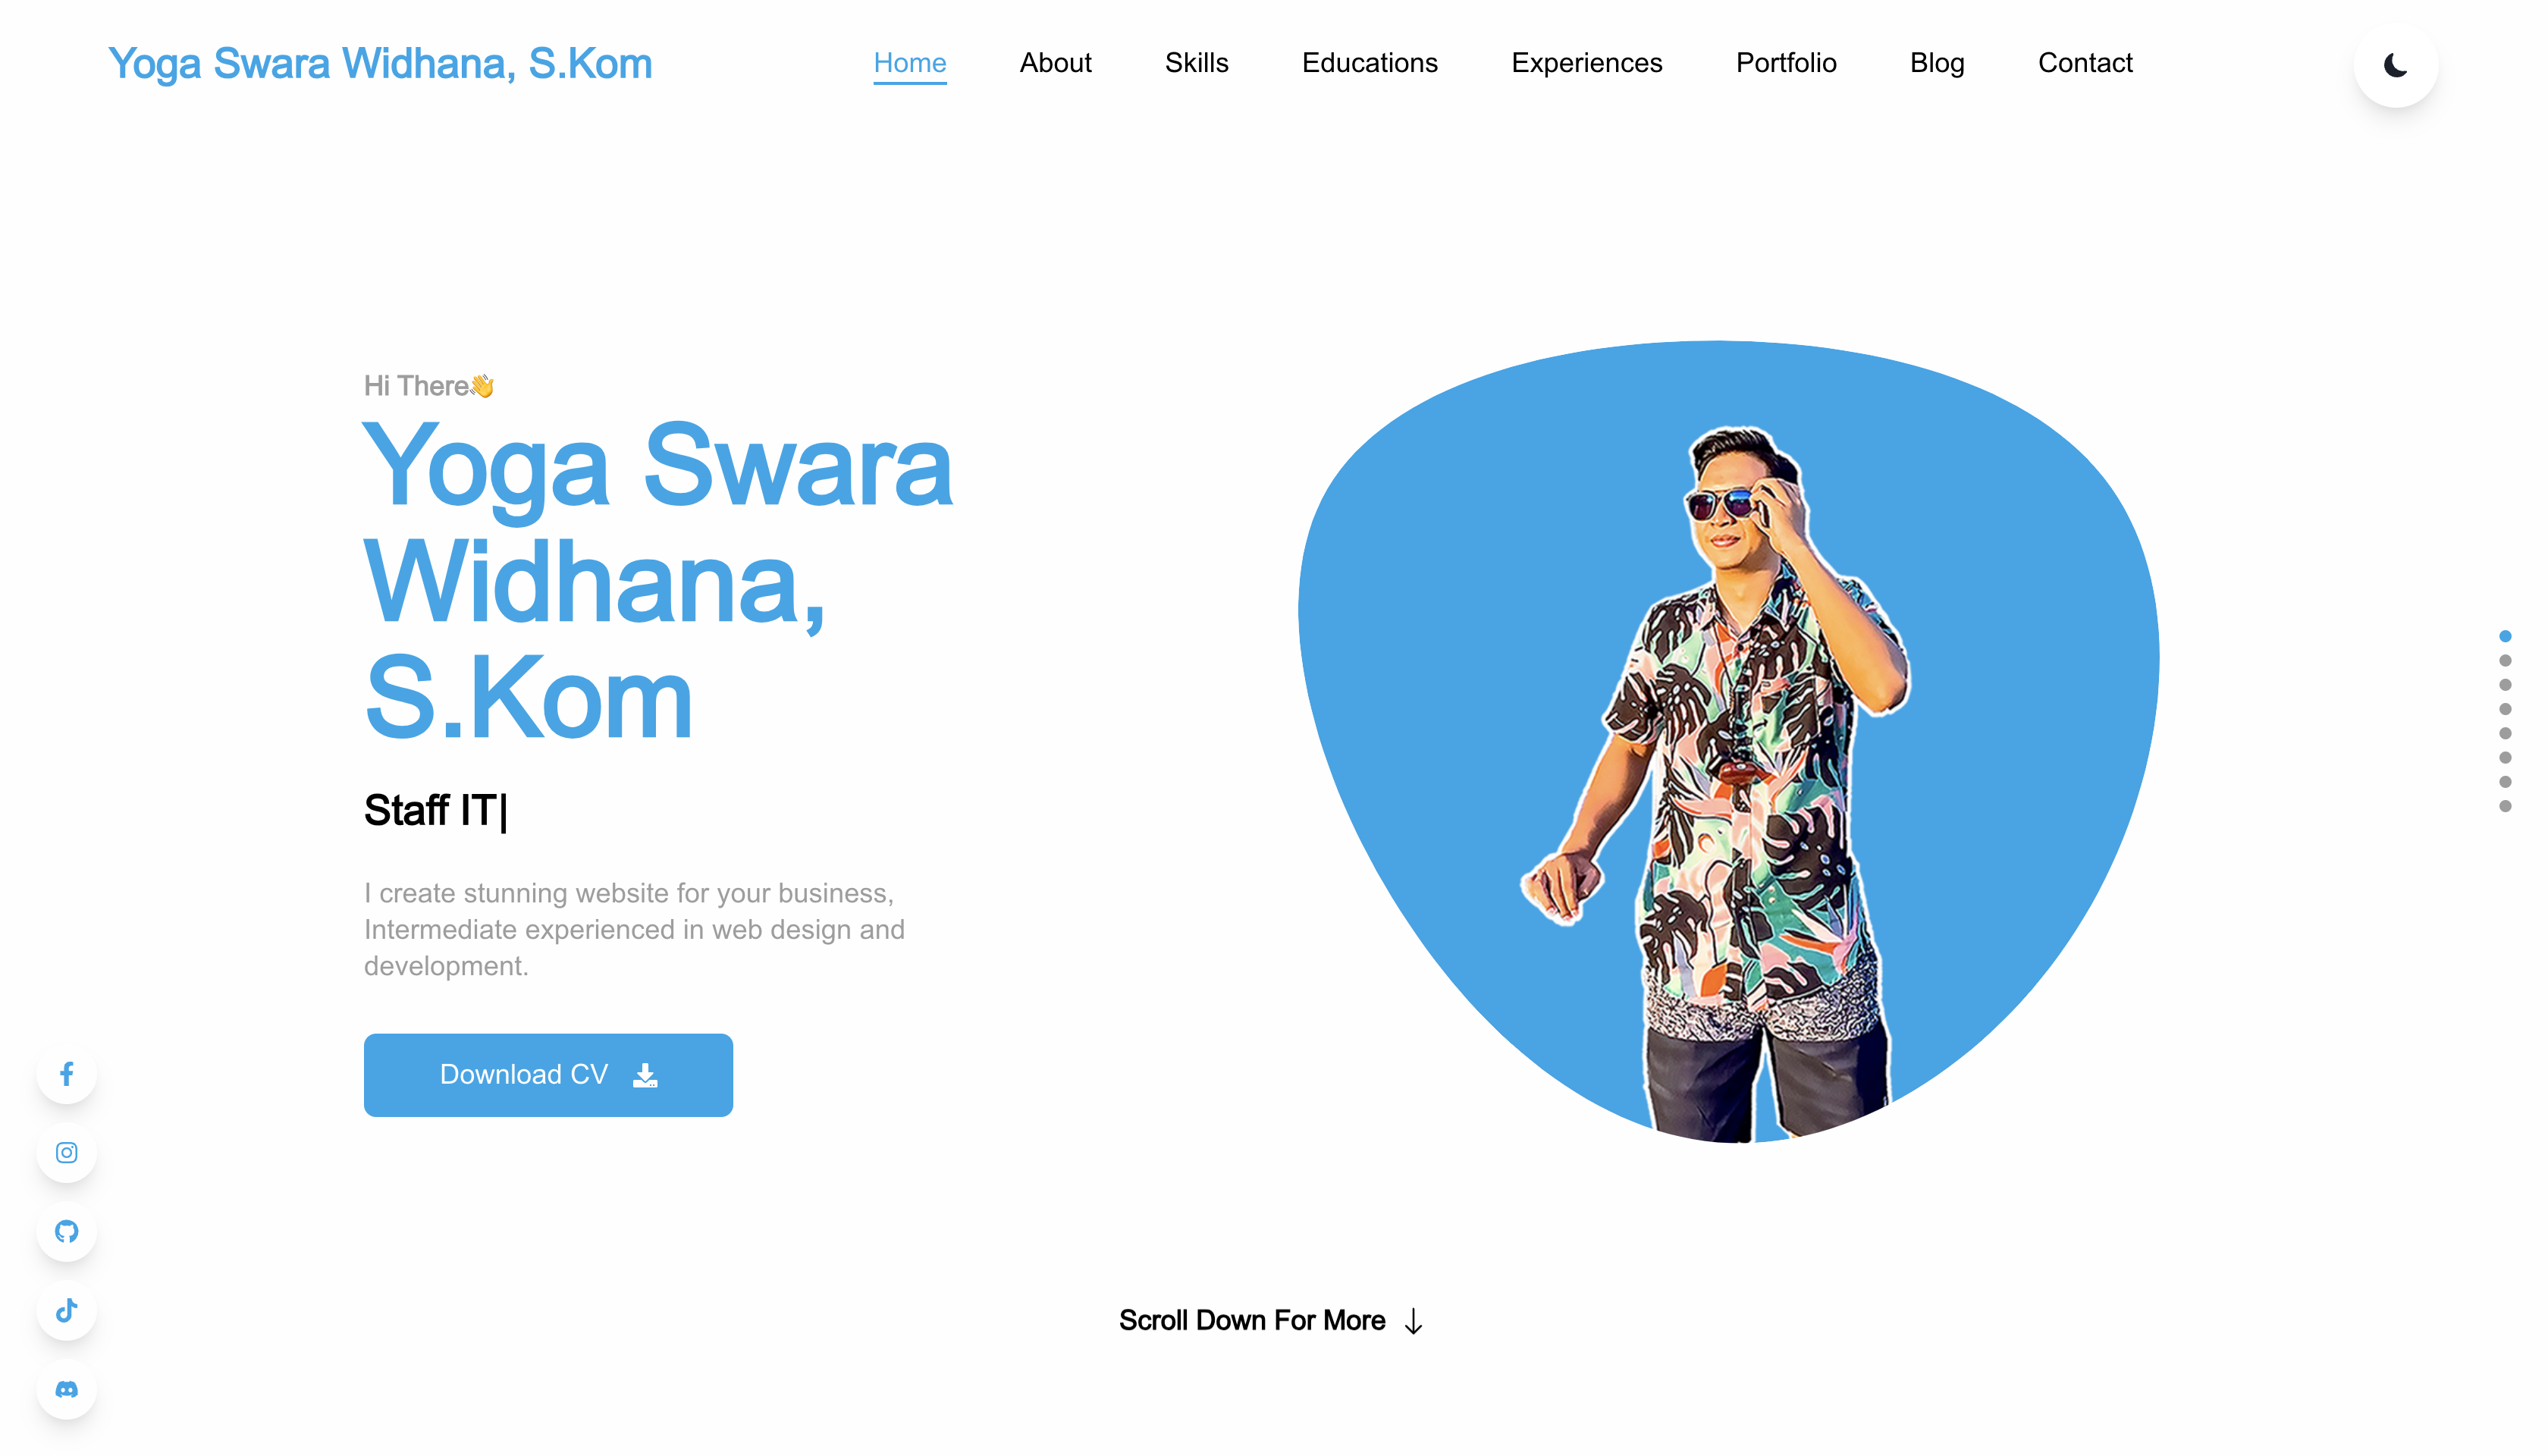 Yoga Swara Widhana, S.Kom
Home About Skills Educations Experiences Portfolio Blog Contact
Hi There👋
Yoga Swara
Widhana,
S.Kom
Staff IT|
I create stunning website for your business,
Intermediate experienced in web design and
development.
Download CV
Scroll Down For More